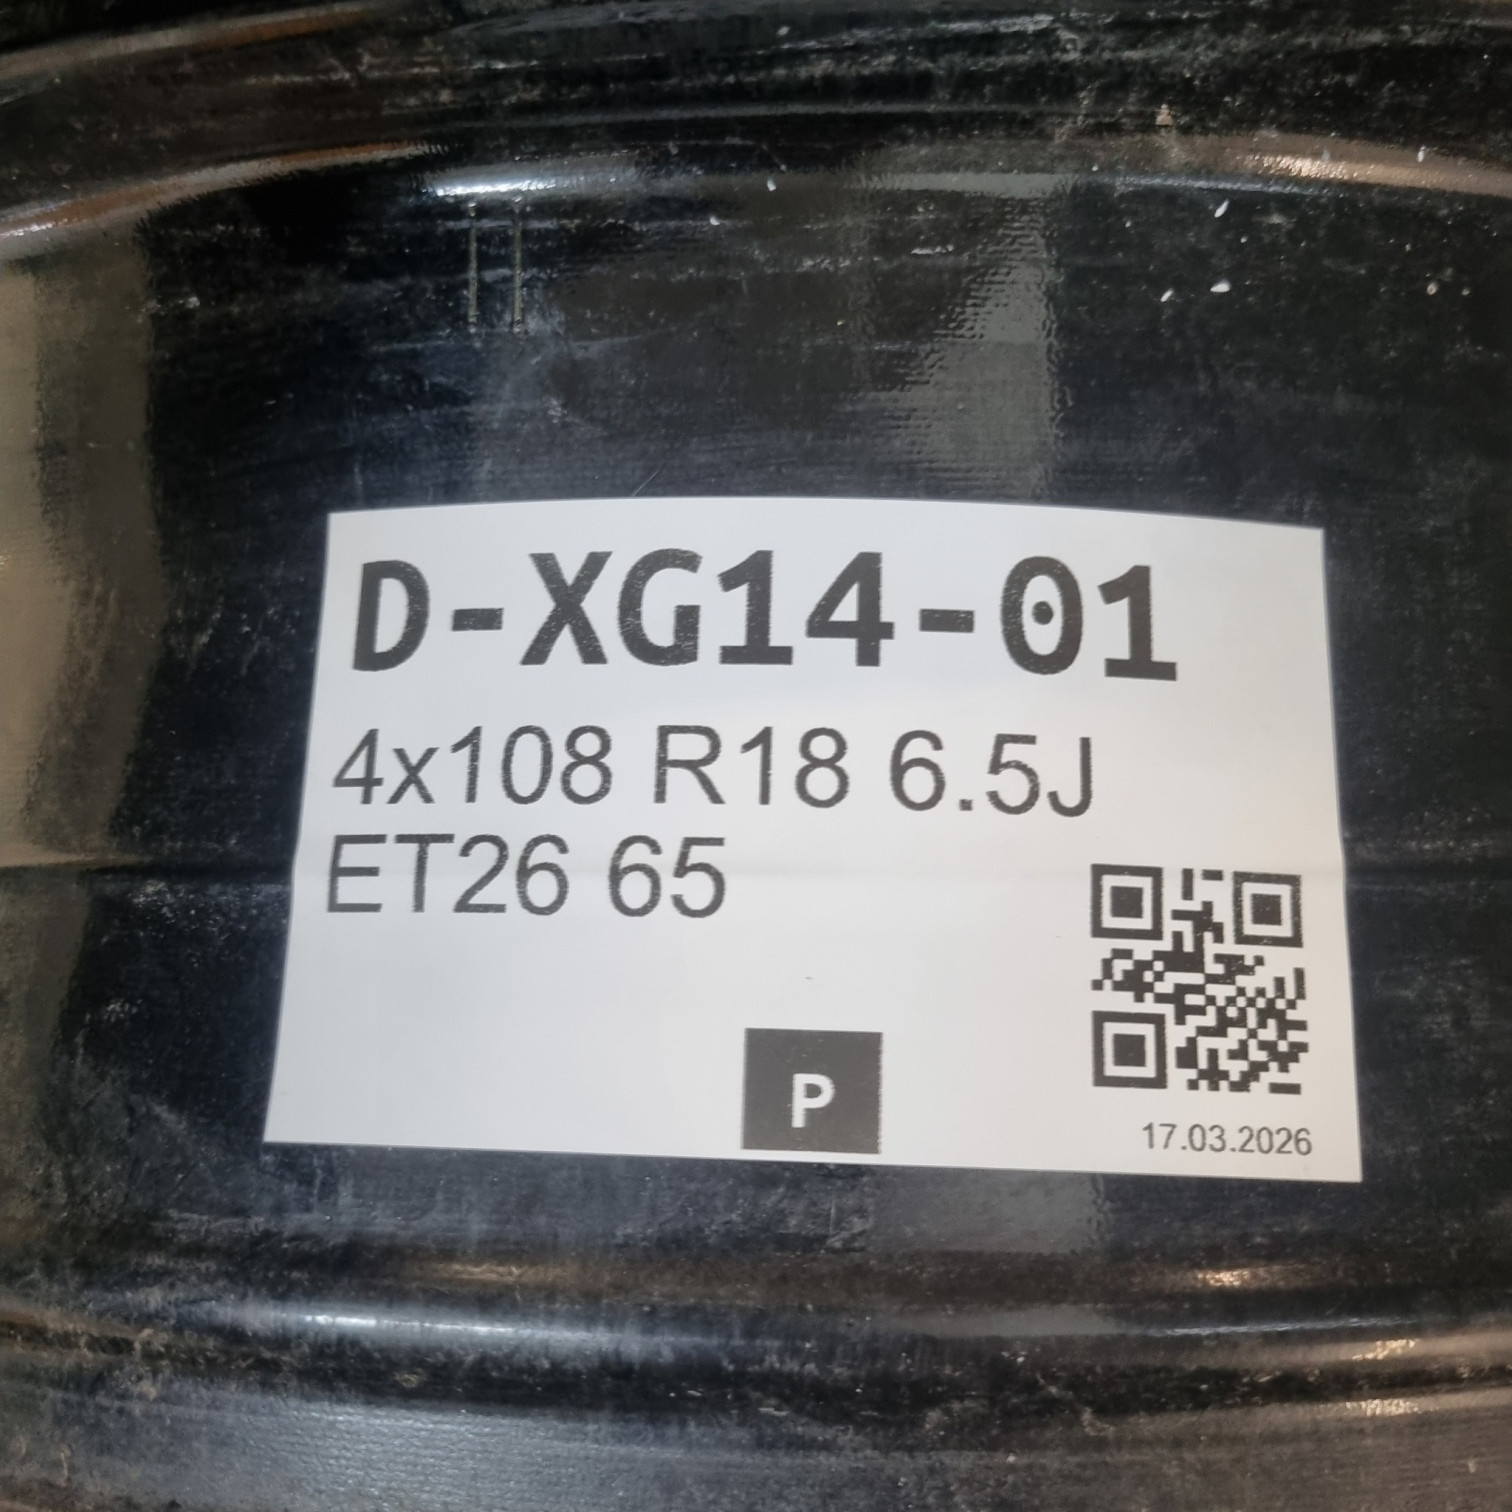 D-XG14-01
4x108 R18 6.5J
ET26 65
P
17.03.2026